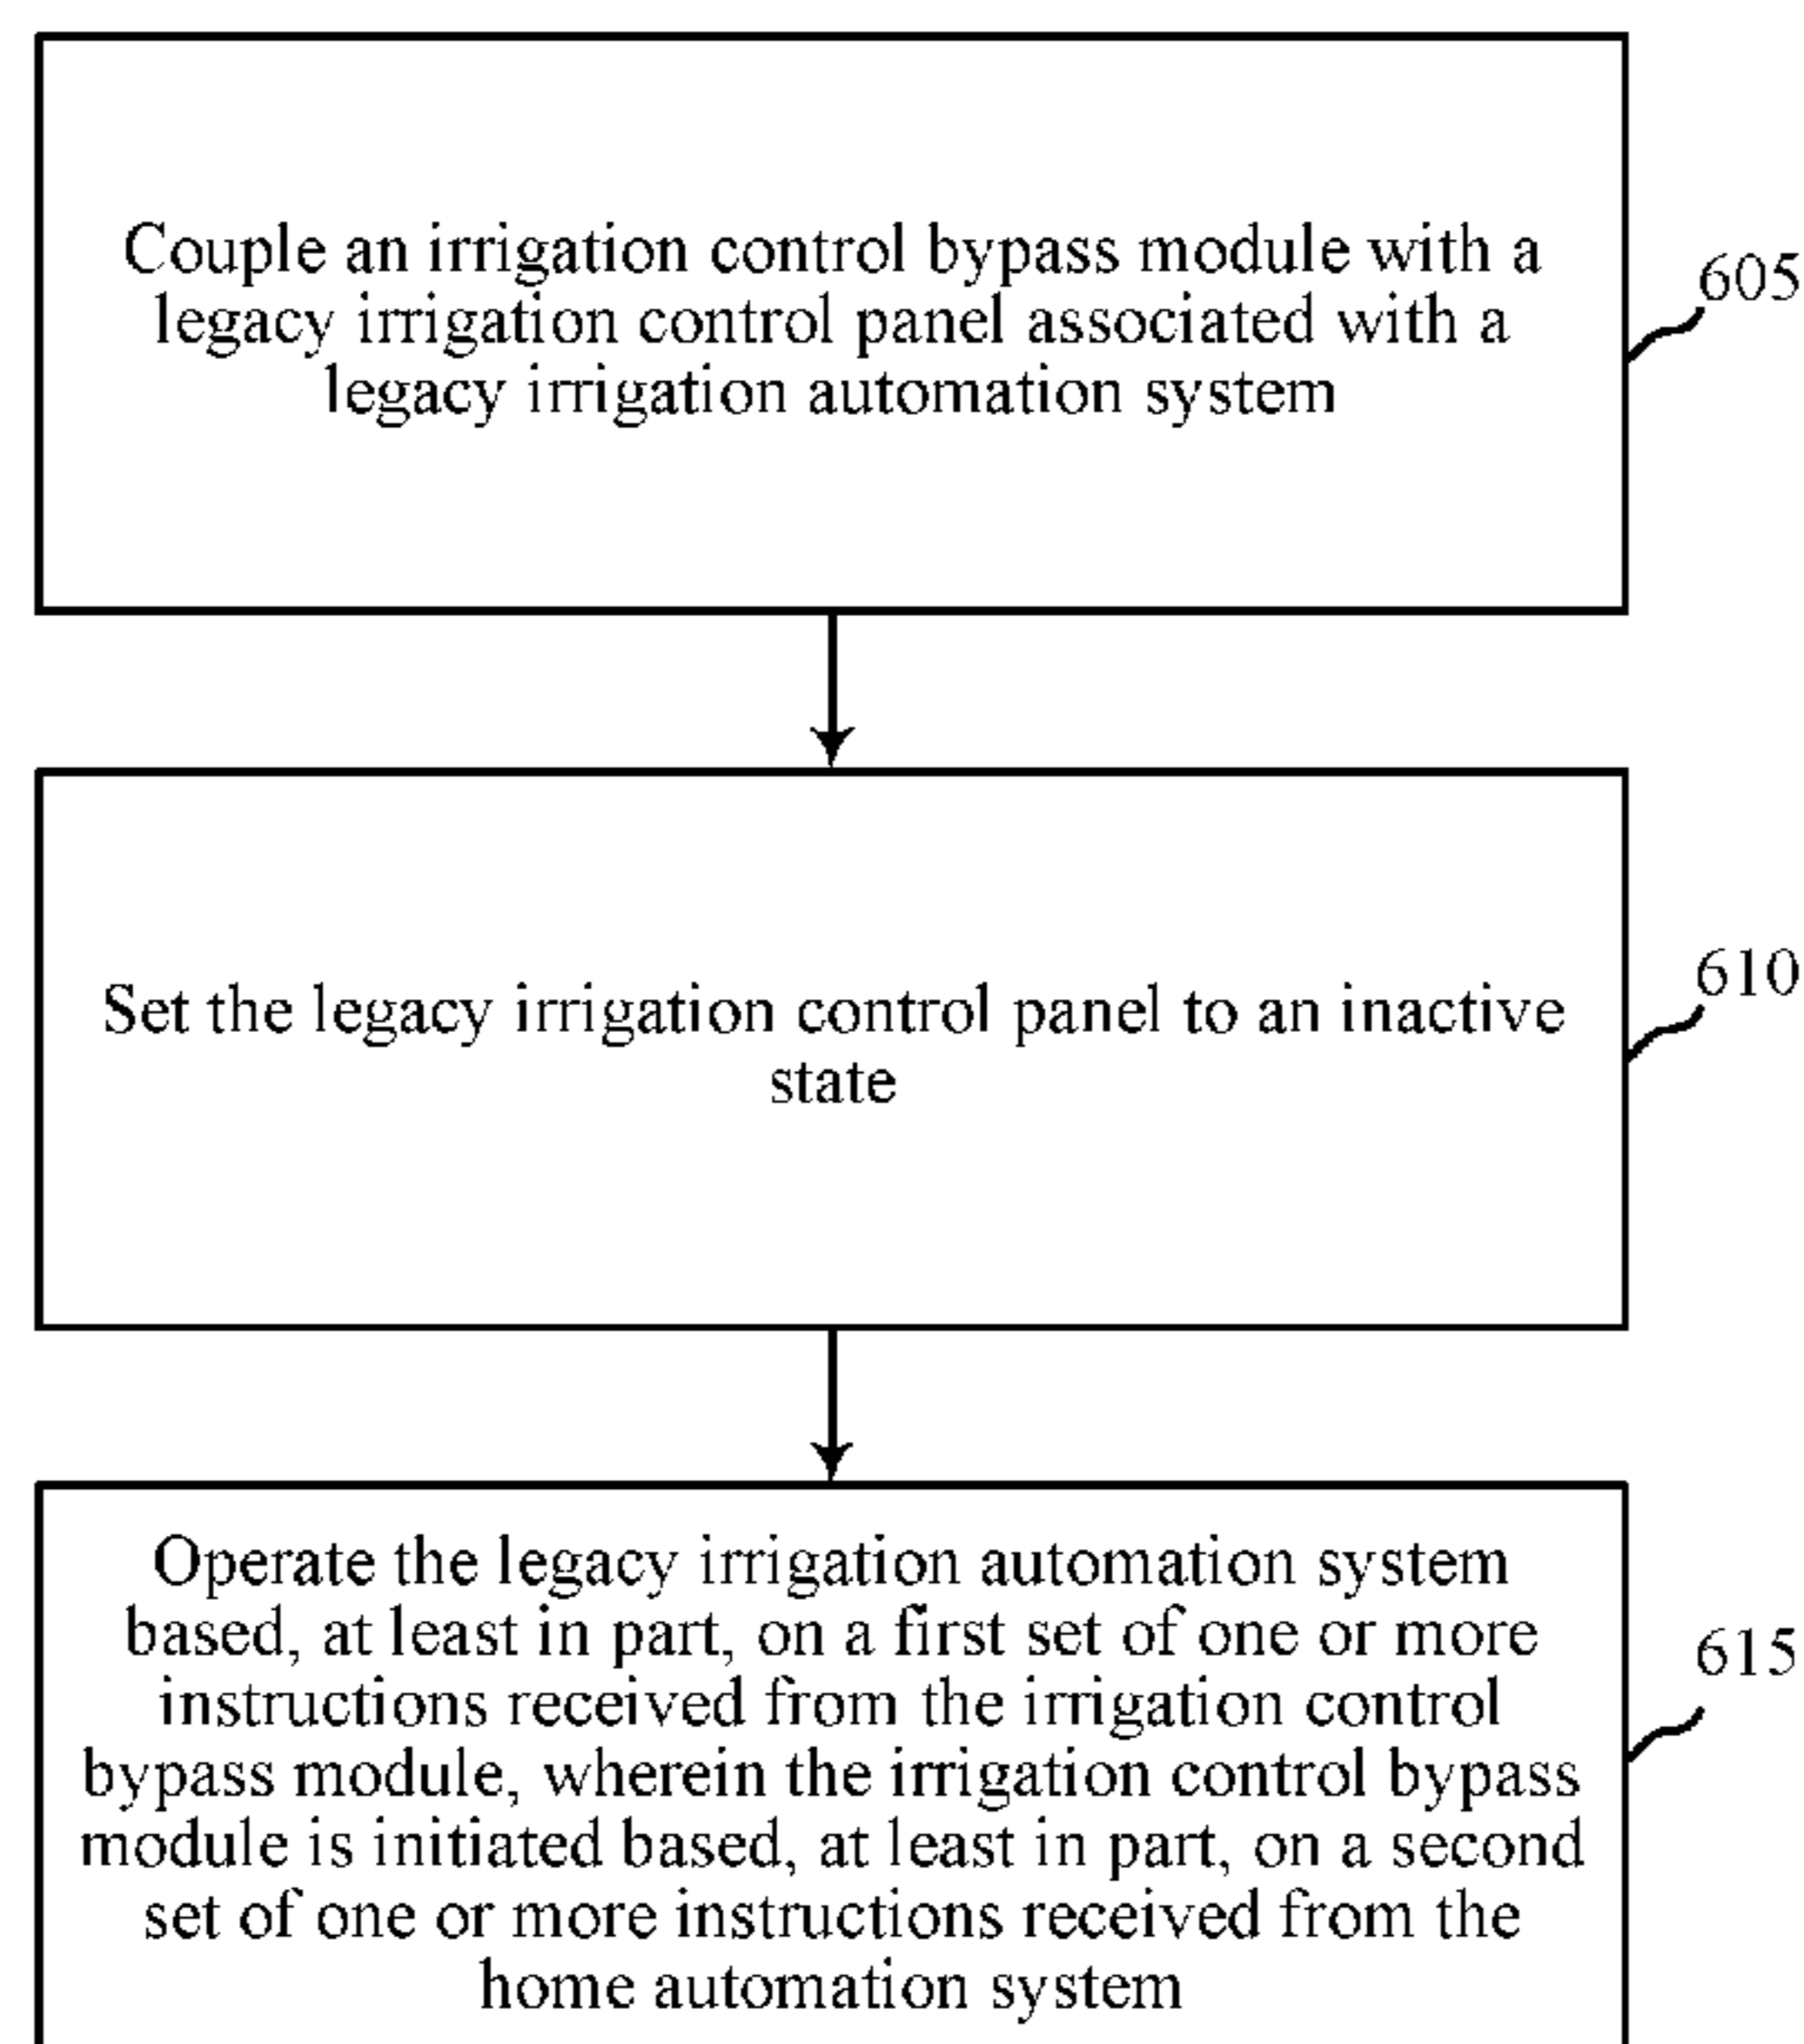 Couple an irrigation control bypass module with a
legacy irrigation control panel associated with a
legacy irrigation automation system
605
Set the legacy irrigation control panel to an inactive
state
610
Operate the legacy irrigation automation system
based, at least in part, on a first set of one or more
instructions received from the irrigation control
bypass module, wherein the irrigation control bypass
module is initiated based, at least in part, on a second
set of one or more instructions received from the
home automation system
615